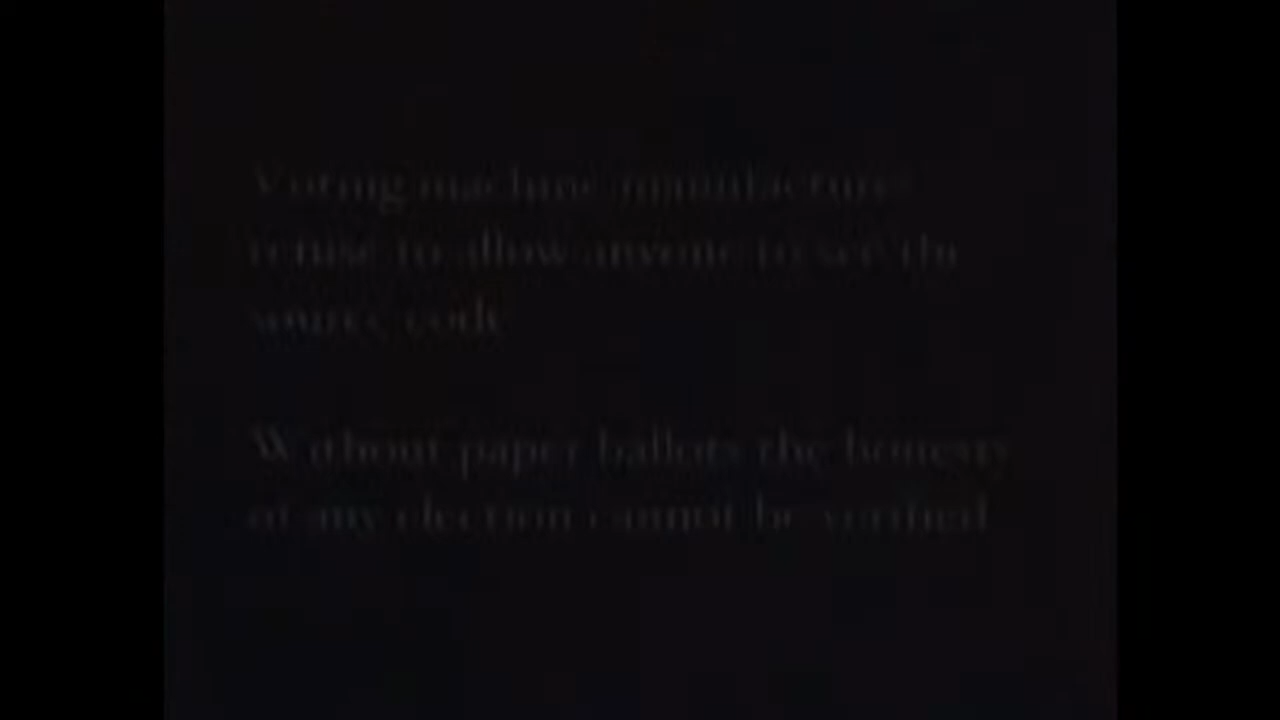 Voting machine manufacturers
refuse to allow anyone to see the
source code
Without paper ballots the honesty
of any election cannot be verified